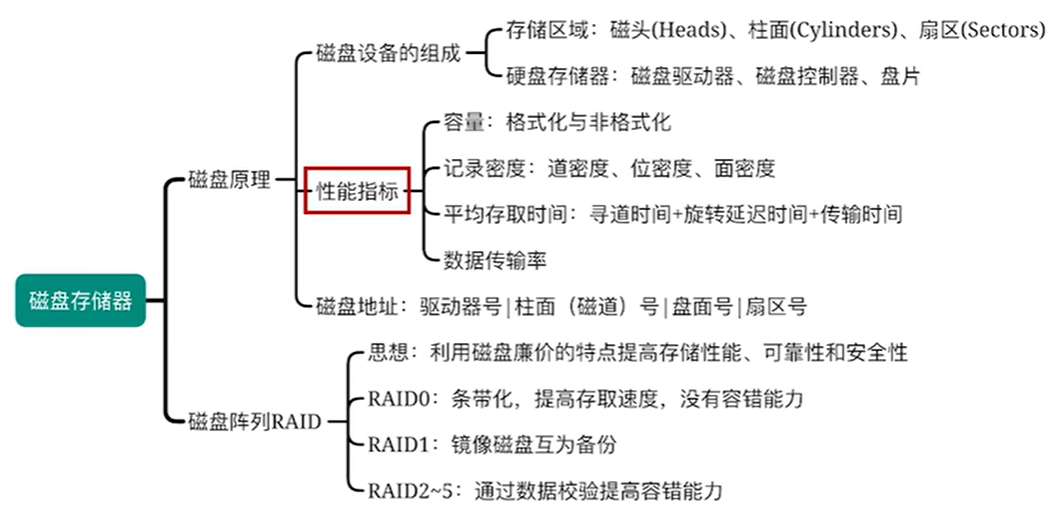 磁盘存储器
磁盘原理
磁盘设备的组成
存储区域：磁头(Heads)、柱面(Cylinders)、扇区(Sectors)
硬盘存储器：磁盘驱动器、磁盘控制器、盘片
性能指标
容量：格式化与非格式化
记录密度：道密度、位密度、面密度
平均存取时间：寻道时间+旋转延迟时间+传输时间
数据传输率
磁盘地址：驱动器号|柱面（磁道）号|盘面号|扇区号
磁盘阵列RAID
思想：利用磁盘廉价的特点提高存储性能、可靠性和安全性
RAID0：条带化，提高存取速度，没有容错能力
RAID1：镜像磁盘互为备份
RAID2~5：通过数据校验提高容错能力